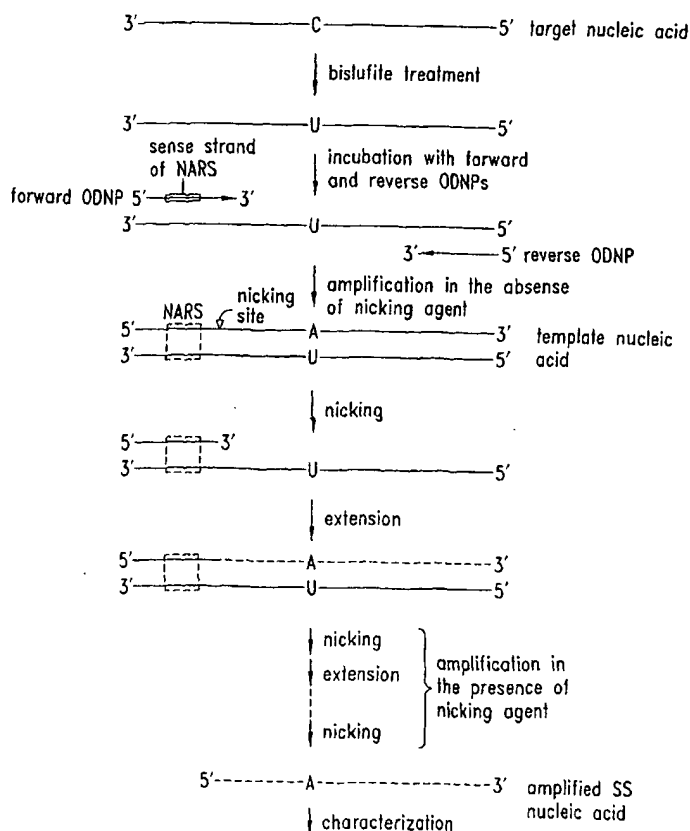 3' C 5' target nucleic acid
bislufite treatment
3' U 5'
sense strand
of NARS
incubation with forward
and reverse ODNPs
forward ODNP 5' 3'
3' U 5'
3' 5' reverse ODNP
amplification in the absense
of nicking agent
NARS
nicking
site
5' A 3'
template nucleic
acid
3' U 5'
nicking
5' 3'
3' U 5'
extension
5' A 3'
3' U 5'
nicking
extension
nicking
amplification in
the presence of
nicking agent
5' A 3'
amplified SS
nucleic acid
characterization